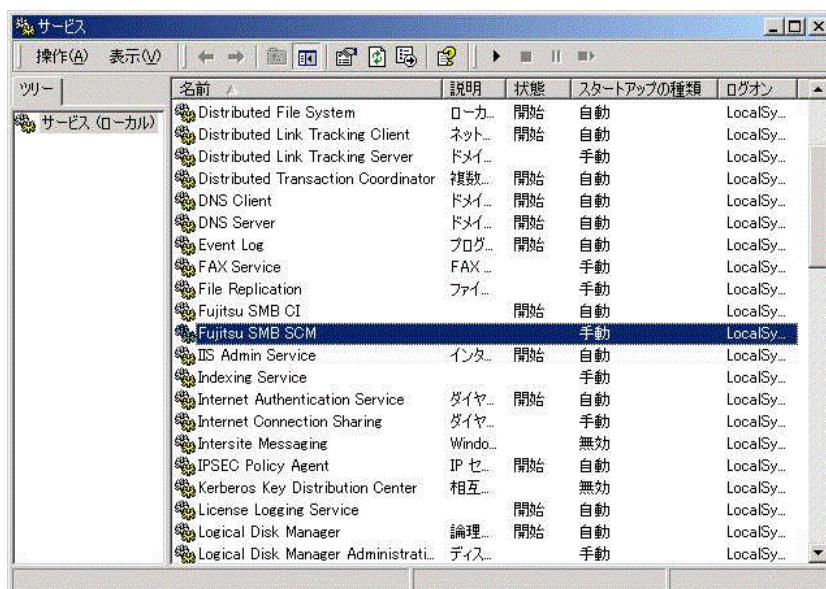 サービス
操作(A) 表示(V)
ツリー
サービス (ローカル)
名前 説明 状態 スタートアップの種類 ログオン
Distributed File System ローカ... 開始 自動 LocalSy...
Distributed Link Tracking Client ネット... 開始 自動 LocalSy...
Distributed Link Tracking Server ドメイ... 手動 LocalSy...
Distributed Transaction Coordinator 複数... 開始 自動 LocalSy...
DNS Client ドメイ... 開始 自動 LocalSy...
DNS Server ドメイ... 開始 自動 LocalSy...
Event Log プログ... 開始 自動 LocalSy...
FAX Service FAX ... 手動 LocalSy...
File Replication ファイ... 手動 LocalSy...
Fujitsu SMB CI 開始 自動 LocalSy...
Fujitsu SMB SCM 手動 LocalSy...
IIS Admin Service インタ... 開始 自動 LocalSy...
Indexing Service 手動 LocalSy...
Internet Authentication Service ダイヤ... 開始 自動 LocalSy...
Internet Connection Sharing ダイヤ... 手動 LocalSy...
Intersite Messaging Windo... 無効 LocalSy...
IPSEC Policy Agent IP セ... 開始 自動 LocalSy...
Kerberos Key Distribution Center 相互... 無効 LocalSy...
License Logging Service 開始 自動 LocalSy...
Logical Disk Manager 論理... 開始 自動 LocalSy...
Logical Disk Manager Administrati... ディス... 手動 LocalSy...